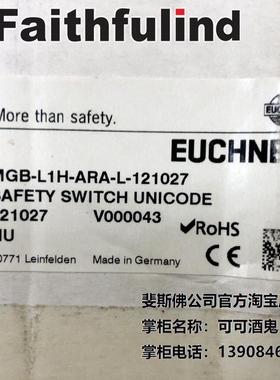 Faithfulind
More than safety.
EUCHNE
MGB-L1H-ARA-L-121027
SAFETY SWITCH UNICODE
121027 V000043
RoHS
70771 Leinfelden Made in Germany
斐斯佛公司官方淘宝店
掌柜名称：可可酒鬼
掌柜电话：1390846